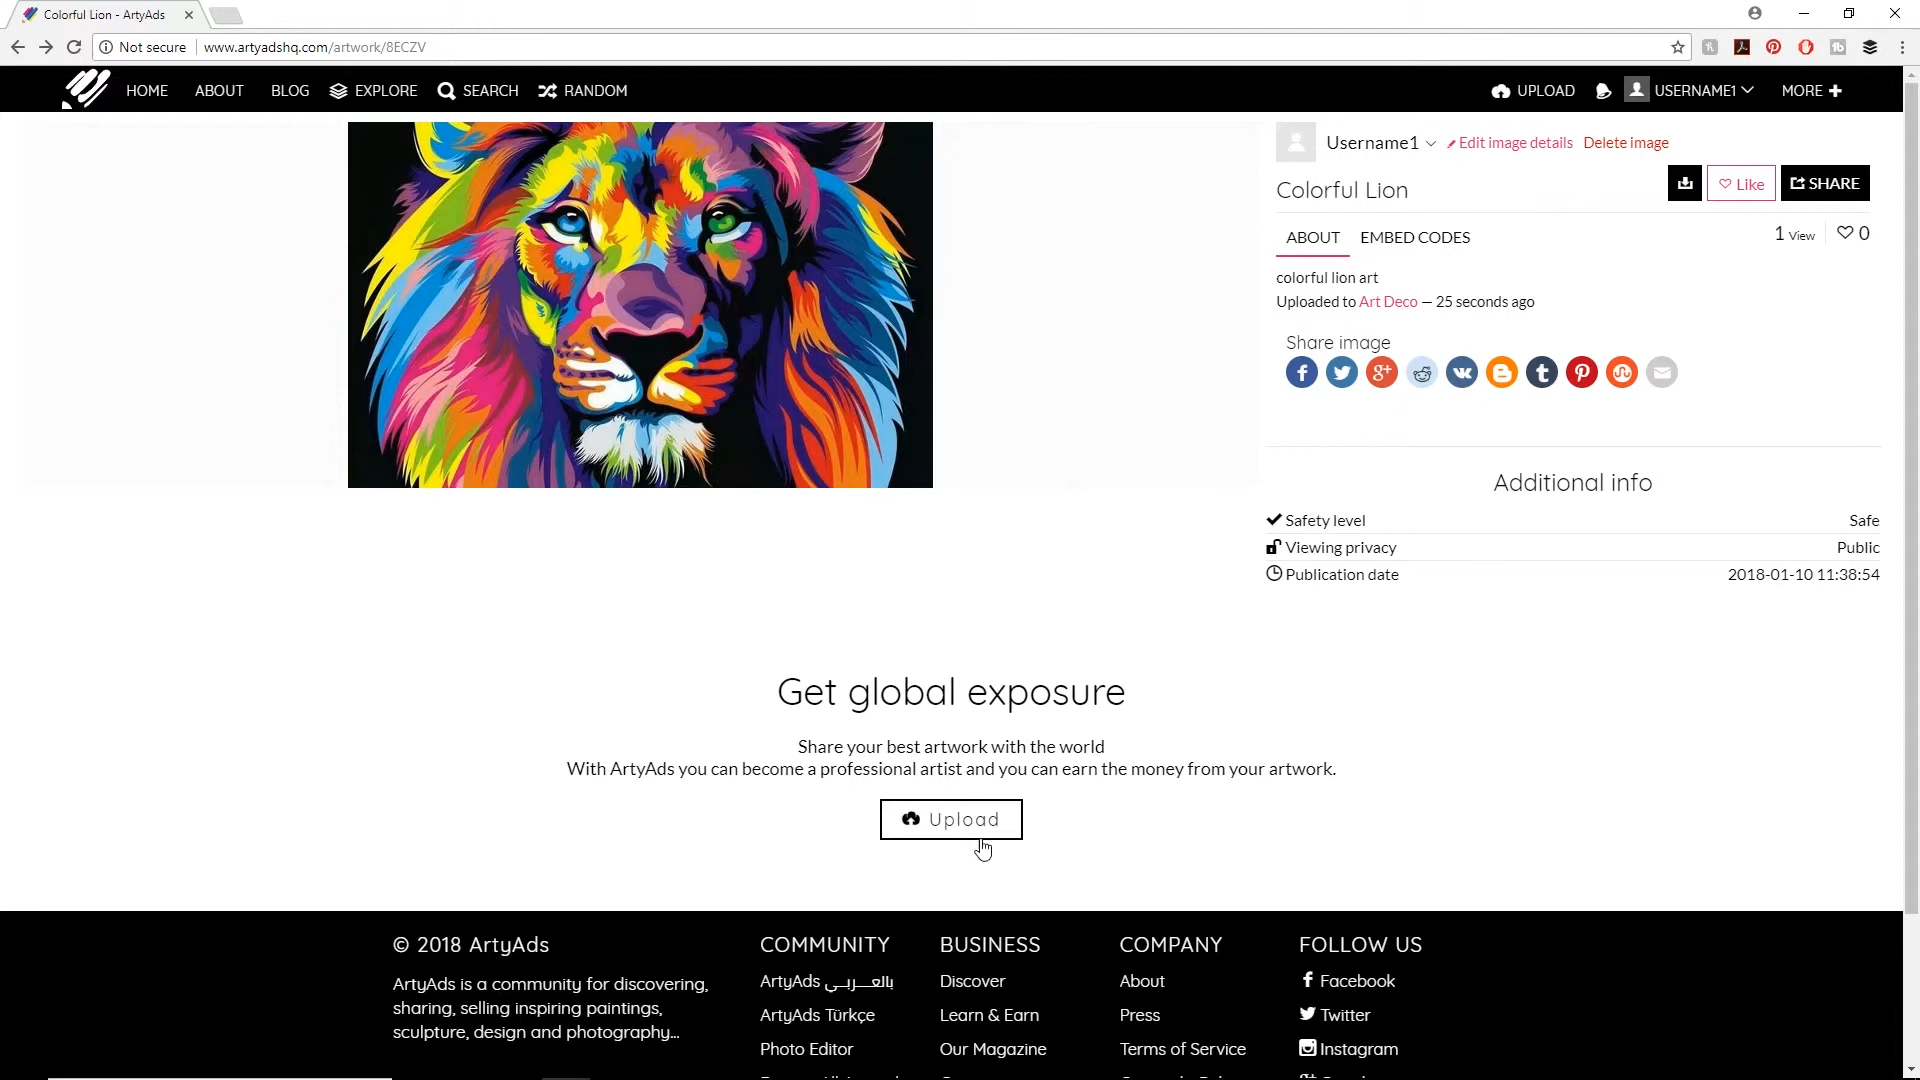 Colorful Lion - ArtyAds
Not secure www.artyadshq.com/artwork/8ECZV
HOME ABOUT BLOG EXPLORE SEARCH RANDOM UPLOAD USERNAME1 MORE
Username1 Edit image details Delete image
Colorful Lion Like SHARE
ABOUT EMBED CODES 1 View 0
colorful lion art
Uploaded to Art Deco — 25 seconds ago
Share image
Additional info
Safety level Safe
Viewing privacy Public
Publication date 2018-01-10 11:38:54
Get global exposure
Share your best artwork with the world
With ArtyAds you can become a professional artist and you can earn the money from your artwork.
Upload
© 2018 ArtyAds
ArtyAds is a community for discovering,
sharing, selling inspiring paintings,
sculpture, design and photography...
COMMUNITY
ArtyAds بالعـــربـــي
ArtyAds Türkçe
Photo Editor
BUSINESS
Discover
Learn & Earn
Our Magazine
COMPANY
About
Press
Terms of Service
FOLLOW US
Facebook
Twitter
Instagram